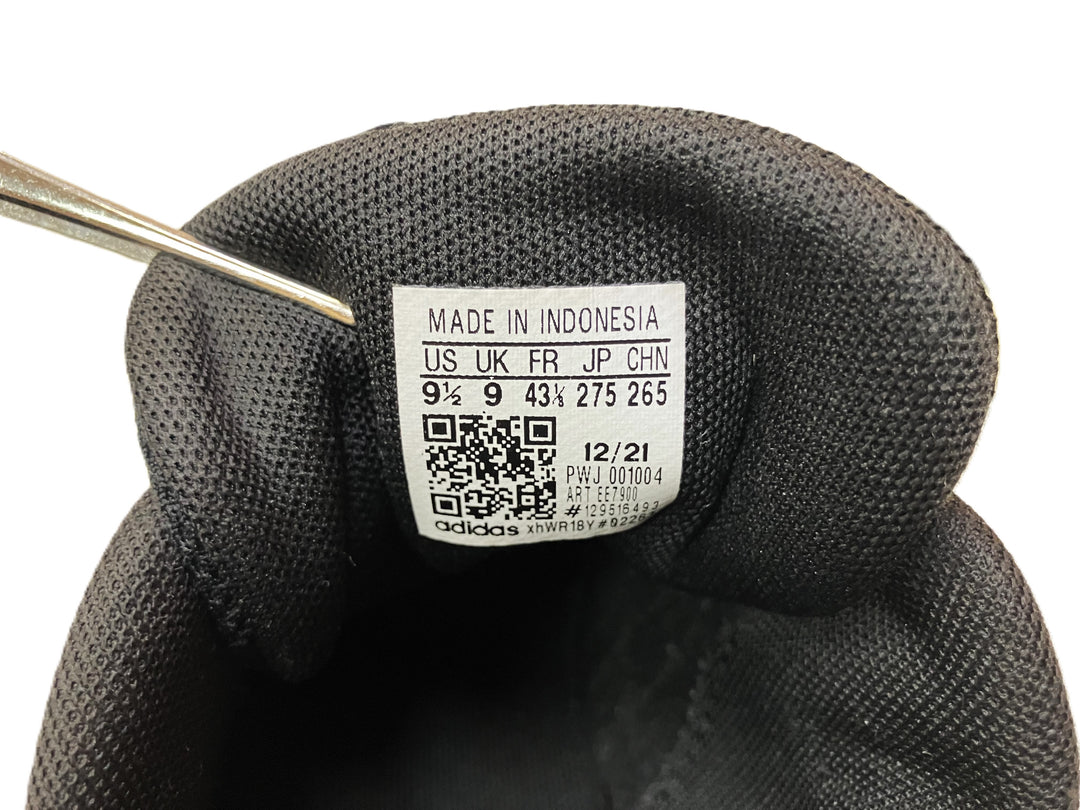 MADE IN INDONESIA
US UK FR JP CHN
9½ 9 43⅓ 275 265
12/21
PWJ 001004
ART EE7900
adidas xhWR18Y